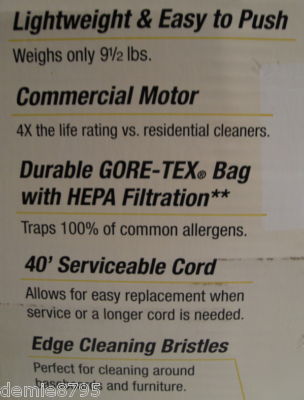 Lightweight & Easy to Push
Weighs only 9½ lbs.
Commercial Motor
4X the life rating vs. residential cleaners.
Durable GORE-TEX® Bag
with HEPA Filtration**
Traps 100% of common allergens.
40' Serviceable Cord
Allows for easy replacement when
service or a longer cord is needed.
Edge Cleaning Bristles
Perfect for cleaning around
baseboards and furniture.
demie8795